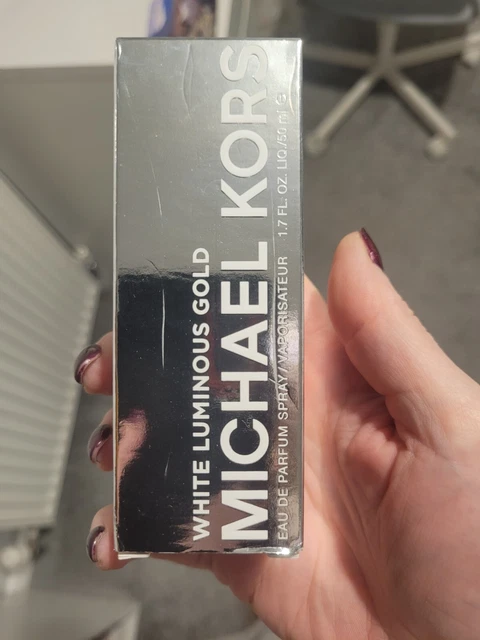 WHITE LUMINOUS GOLD
MICHAEL KORS
EAU DE PARFUM SPRAY/VAPORISATEUR 1.7 FL. OZ. LIQ./50 ml ℮